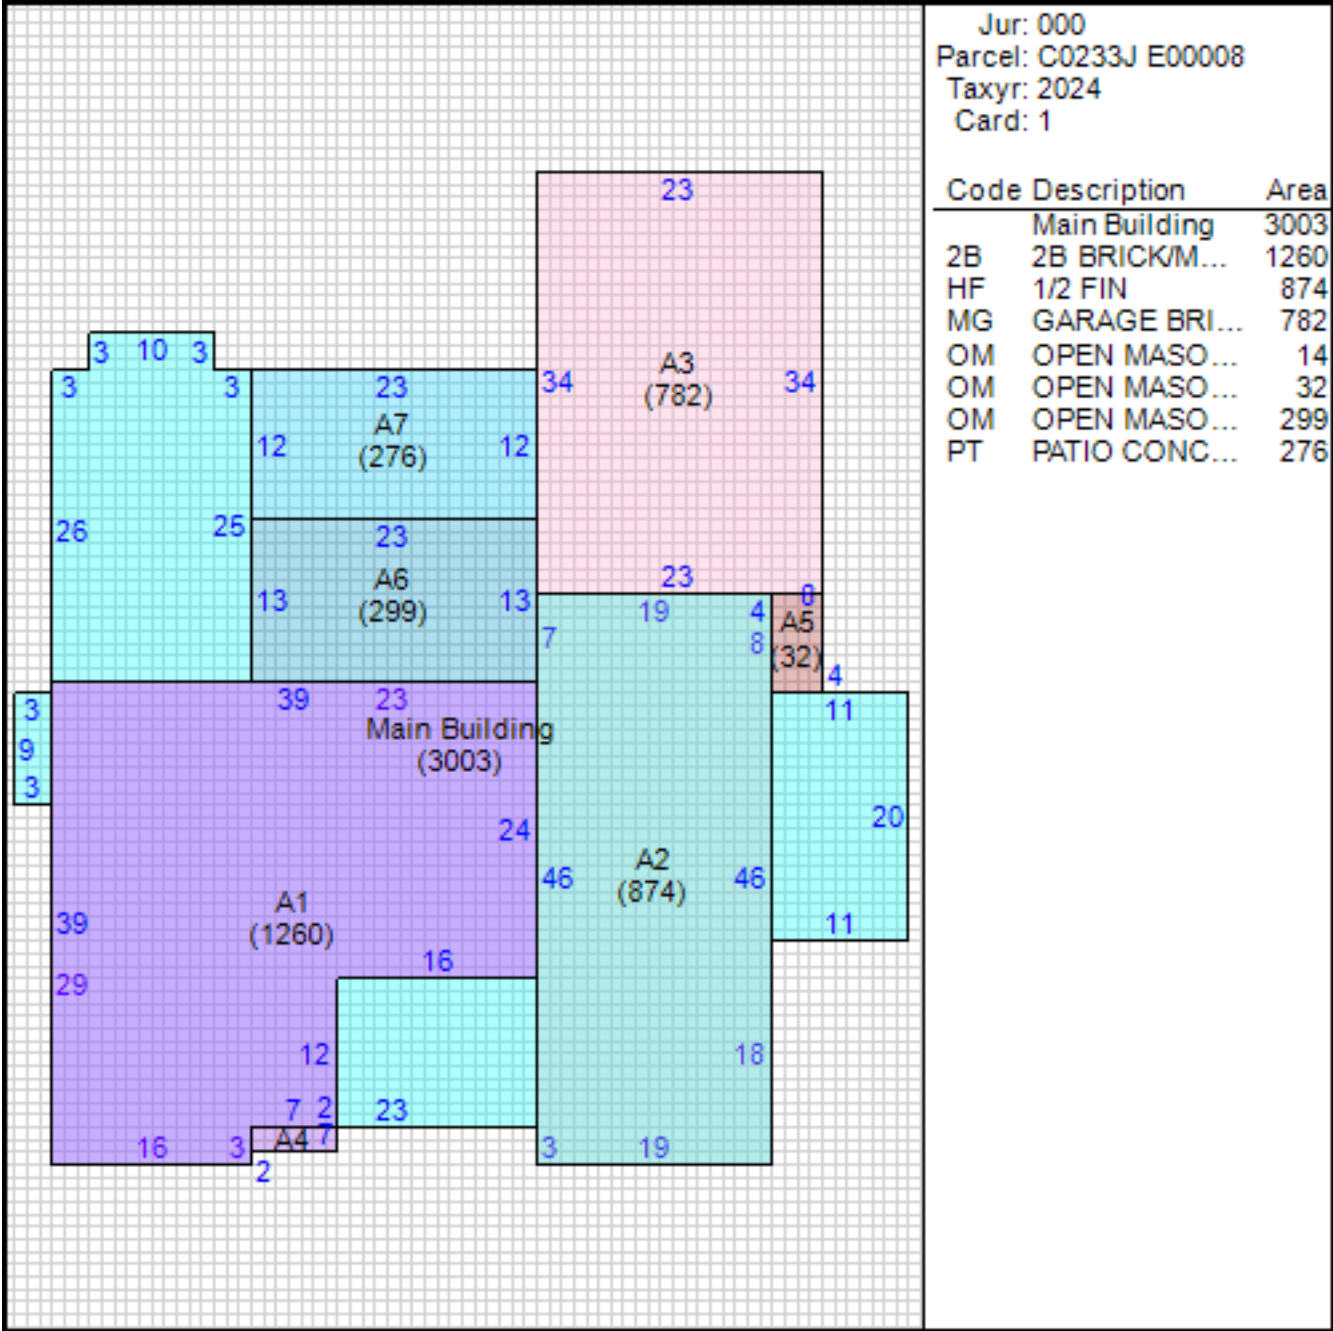 Jur: 000
Parcel: C0233J E00008
Taxyr: 2024
Card: 1
Code Description Area
Main Building 3003
2B 2B BRICK/M... 1260
HF 1/2 FIN 874
MG GARAGE BRI... 782
OM OPEN MASO... 14
OM OPEN MASO... 32
OM OPEN MASO... 299
PT PATIO CONC... 276
23
3 10 3
A3
34 (782) 34
3 3 23
A7
12 (276) 12
26 25 23
A6
13 (299) 13
23
19 4 8
7 8
A5
(32)
4
3 39 23 11
9 Main Building
3 (3003)
24 20
A2
46 (874) 46
A1
39 (1260) 11
16
29
12 18
7 2 23
A4 7
16 3 3 19
2